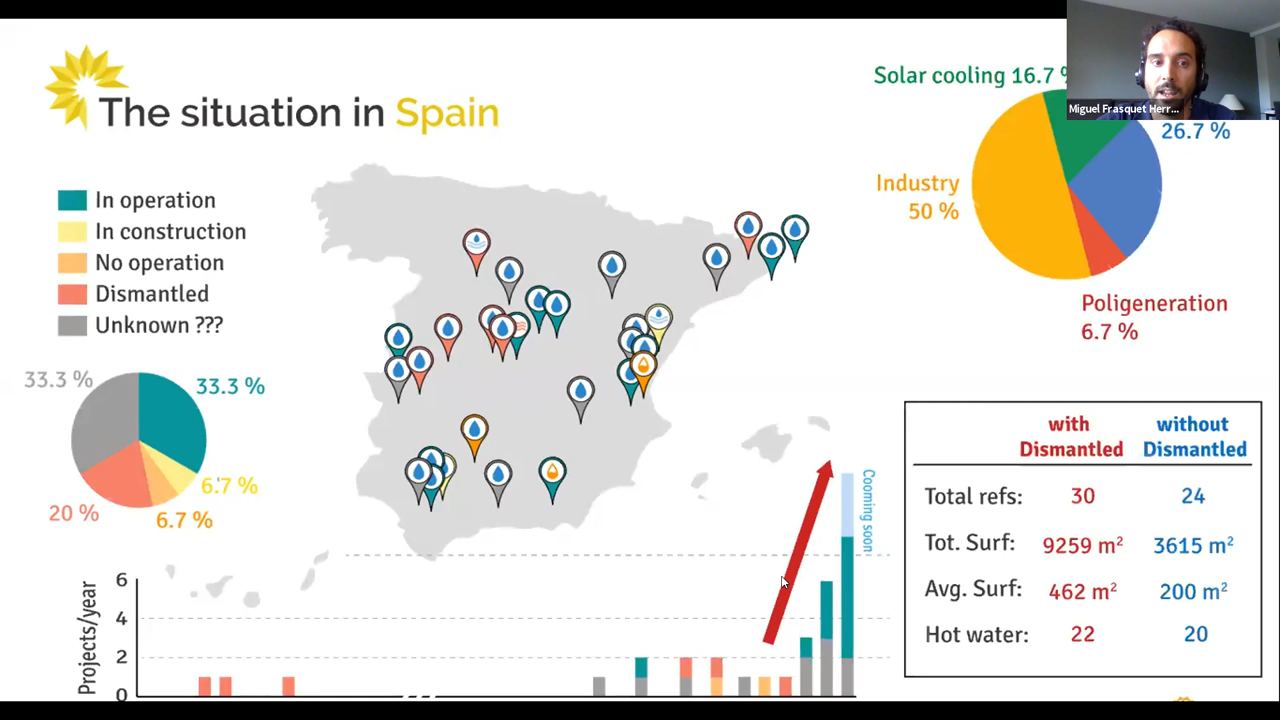 The situation in Spain
In operation
In construction
No operation
Dismantled
Unknown ???
33.3 %
33.3 %
6.7 %
20 %
6.7 %
Solar cooling 16.7 %
26.7 %
Industry
50 %
Poligeneration
6.7 %
Miguel Frasquet Herr...
Cooming soon
Projects/year
6
4
2
0
with Dismantled
without Dismantled
Total refs: 30 24
Tot. Surf: 9259 m² 3615 m²
Avg. Surf: 462 m² 200 m²
Hot water: 22 20